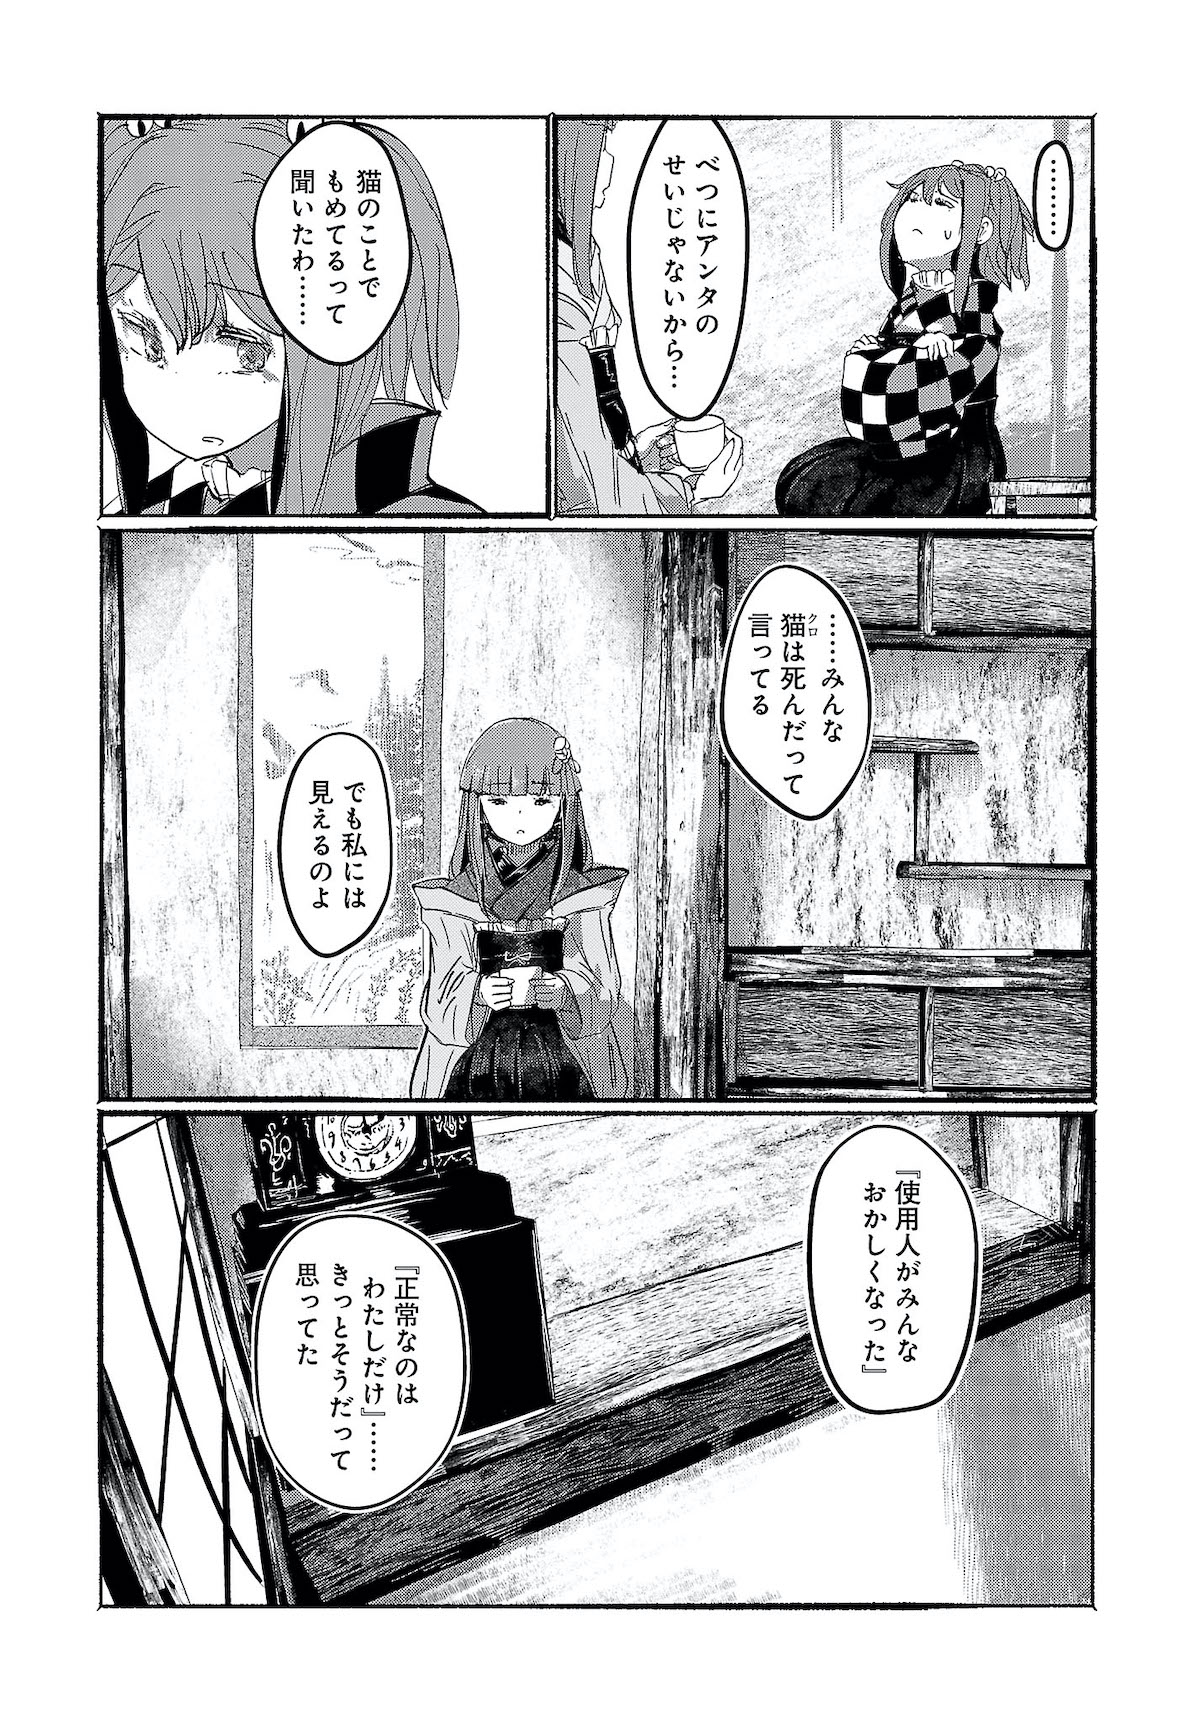 ………
べつにアンタの
せいじゃないから…
猫のことで
もめてるって
聞いたわ……
……みんな
猫は死んだって
クロ
言ってる
でも私には
見えるのよ
『使用人がみんな
おかしくなった』
『正常なのは
わたしだけ』……
きっとそうだって
思ってた